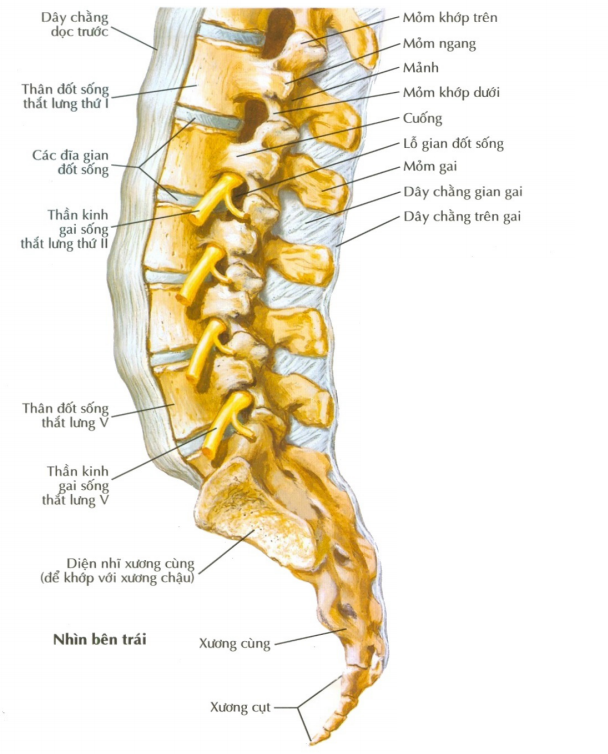 Dây chằng
dọc trước
Thân đốt sống
thắt lưng thứ I
Các đĩa gian
đốt sống
Thần kinh
gai sống
thắt lưng thứ II
Thân đốt sống
thắt lưng V
Thần kinh
gai sống
thắt lưng V
Diện nhĩ xương cùng
(để khớp với xương chậu)
Nhìn bên trái
Xương cùng
Xương cụt
Mỏm khớp trên
Mỏm ngang
Mảnh
Mỏm khớp dưới
Cuống
Lỗ gian đốt sống
Mỏm gai
Dây chằng gian gai
Dây chằng trên gai